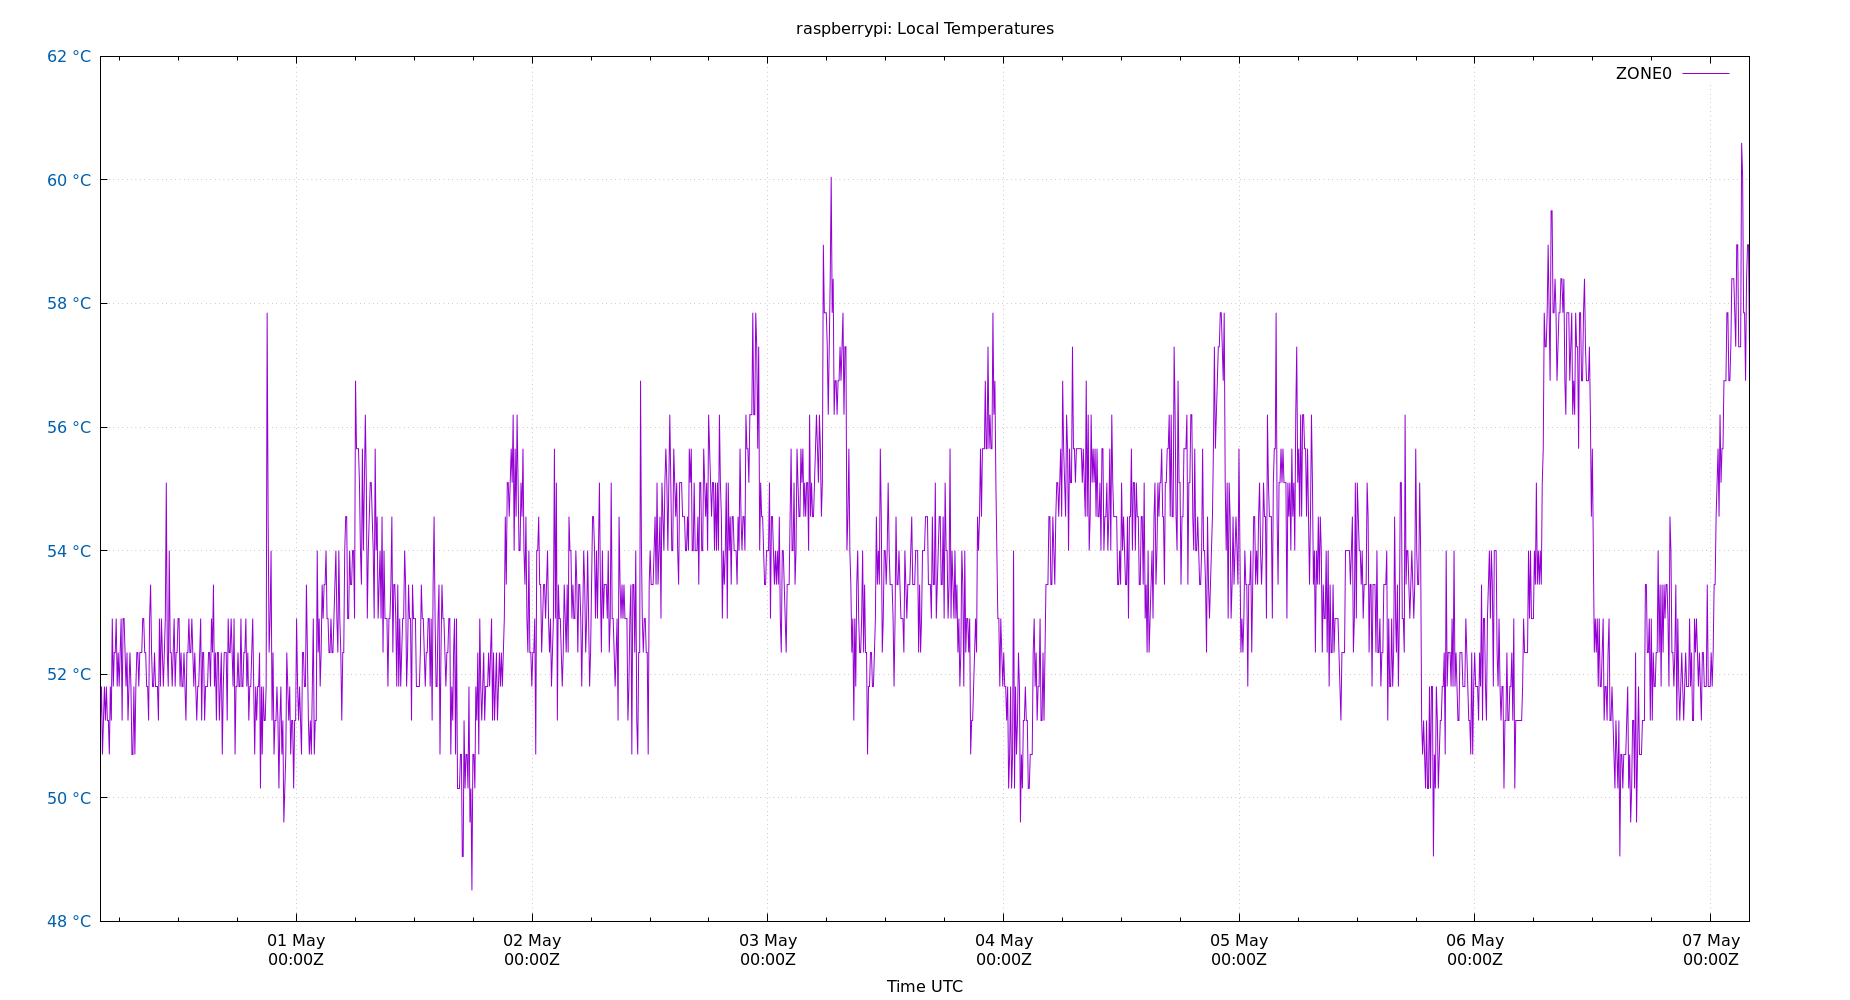 raspberrypi: Local Temperatures
62 °C
ZONE0
60 °C
58 °C
56 °C
54 °C
52 °C
50 °C
48 °C
01 May 02 May 03 May 04 May 05 May 06 May 07 May
00:00Z 00:00Z 00:00Z 00:00Z 00:00Z 00:00Z 00:00Z
Time UTC